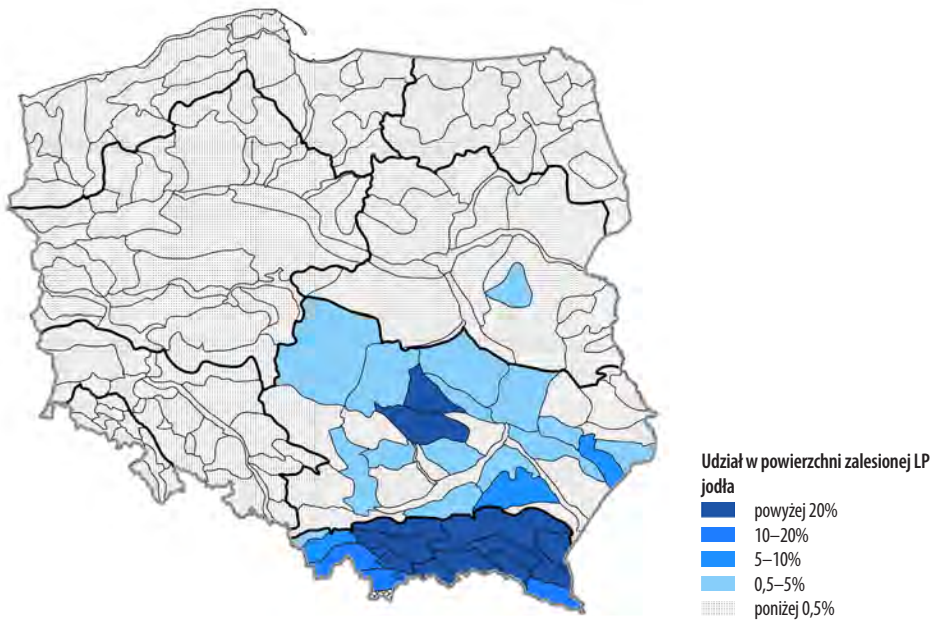 Udział w powierzchni zalesionej LP
jodła
powyżej 20%
10–20%
5–10%
0,5–5%
poniżej 0,5%